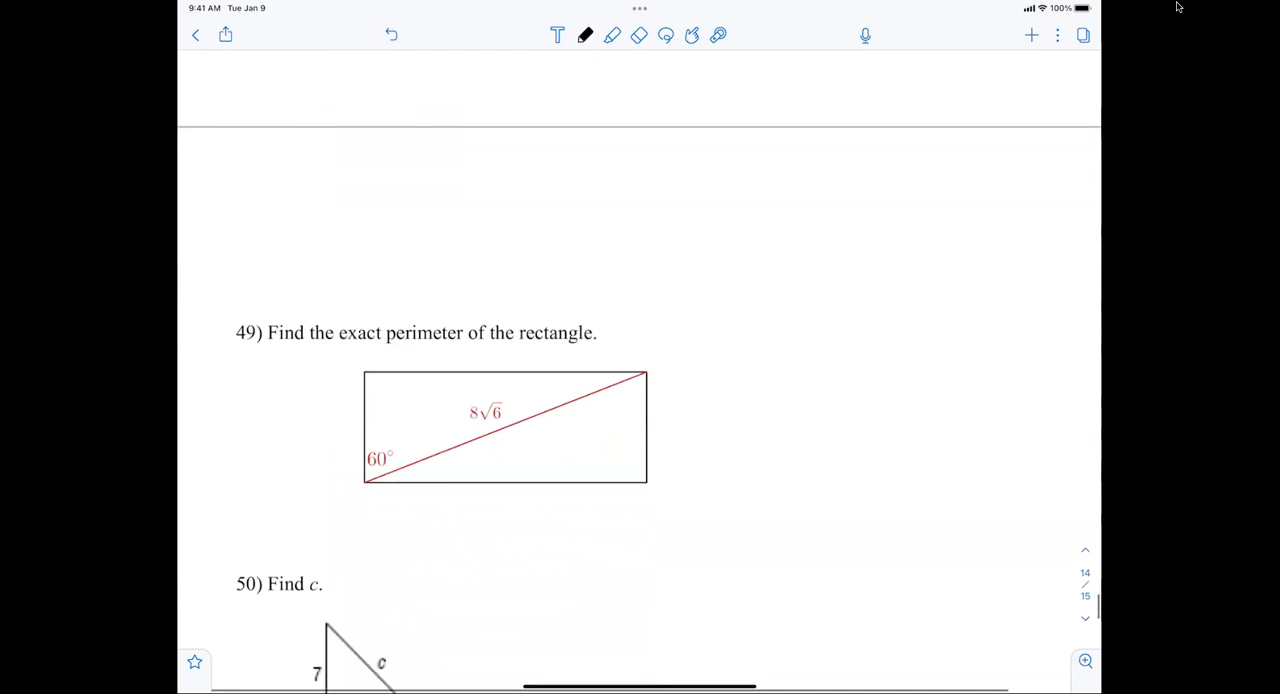 9:41 AM Tue Jan 9
100%
49) Find the exact perimeter of the rectangle.
8√6
60°
50) Find c.
7
c
14
/
15